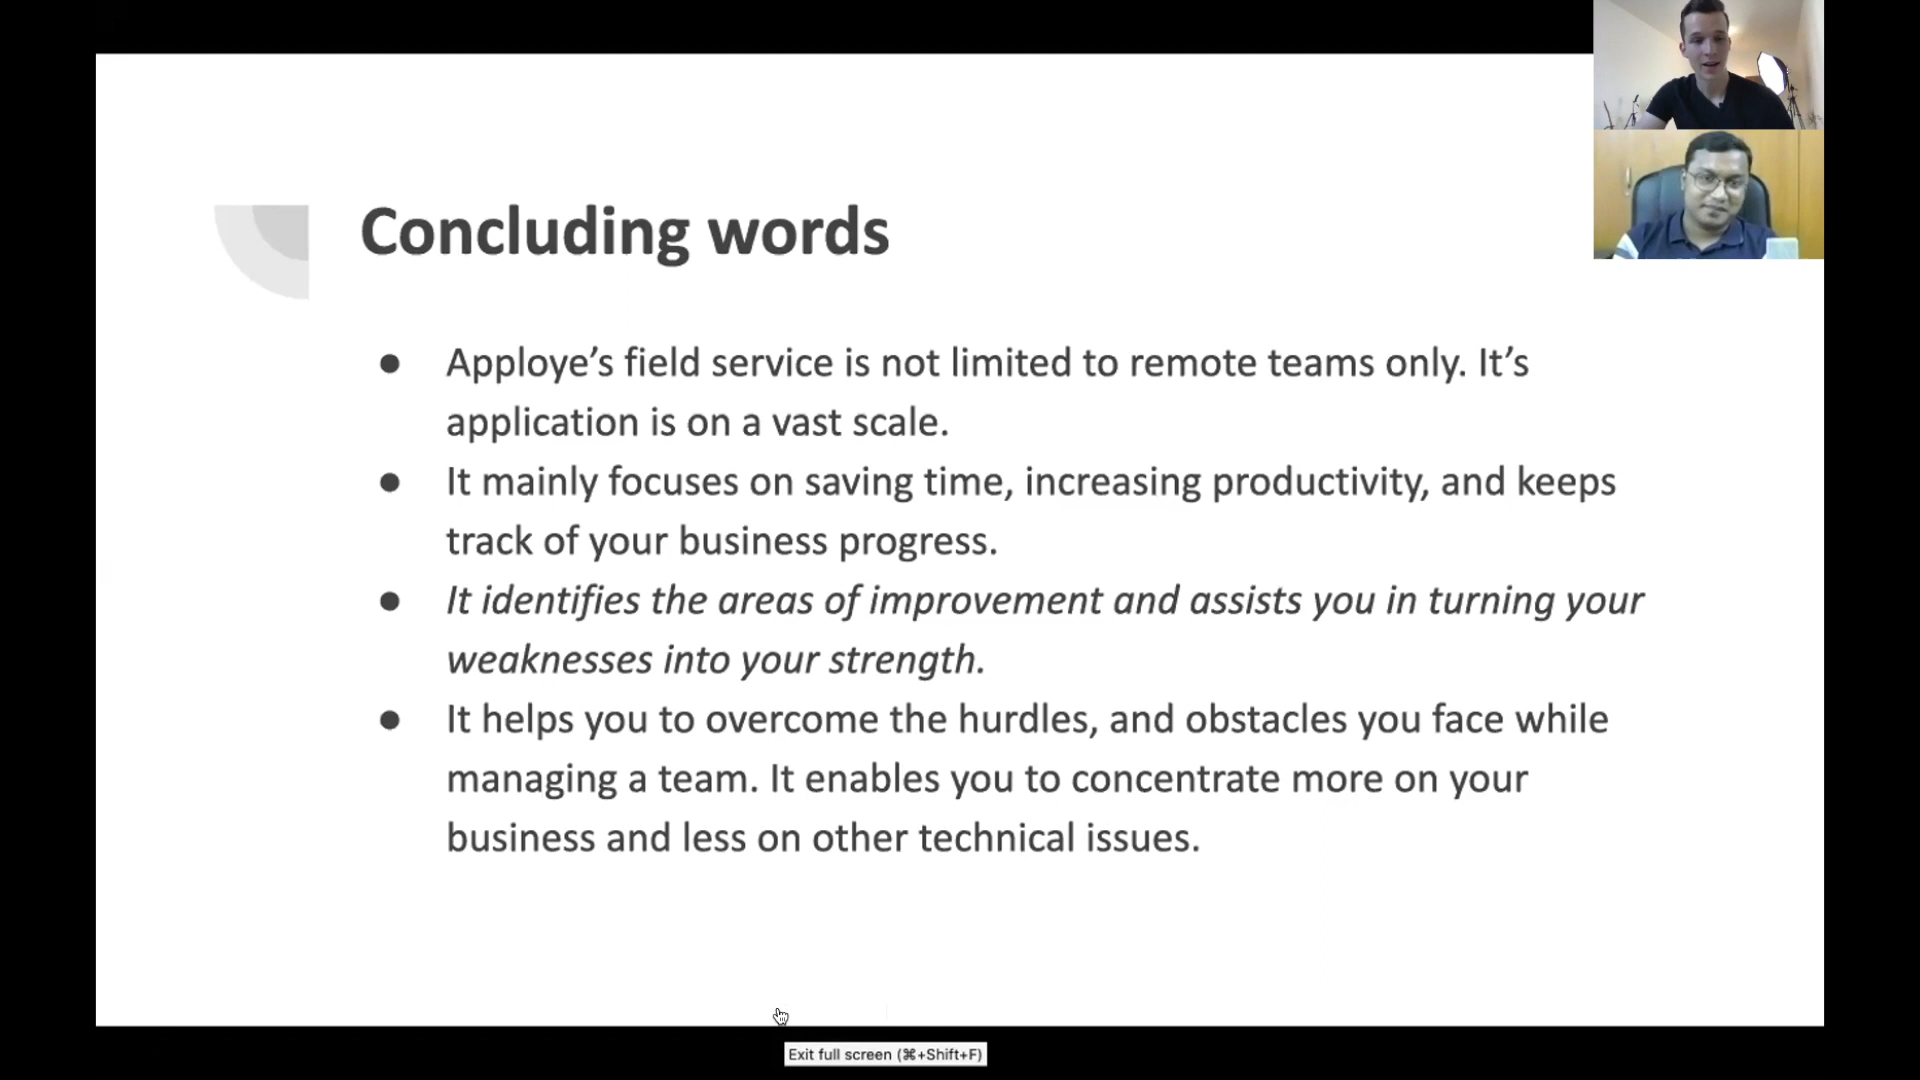 Concluding words
● Apploye’s field service is not limited to remote teams only. It’s
application is on a vast scale.
● It mainly focuses on saving time, increasing productivity, and keeps
track of your business progress.
● It identifies the areas of improvement and assists you in turning your
weaknesses into your strength.
● It helps you to overcome the hurdles, and obstacles you face while
managing a team. It enables you to concentrate more on your
business and less on other technical issues.
Exit full screen (⌘+Shift+F)